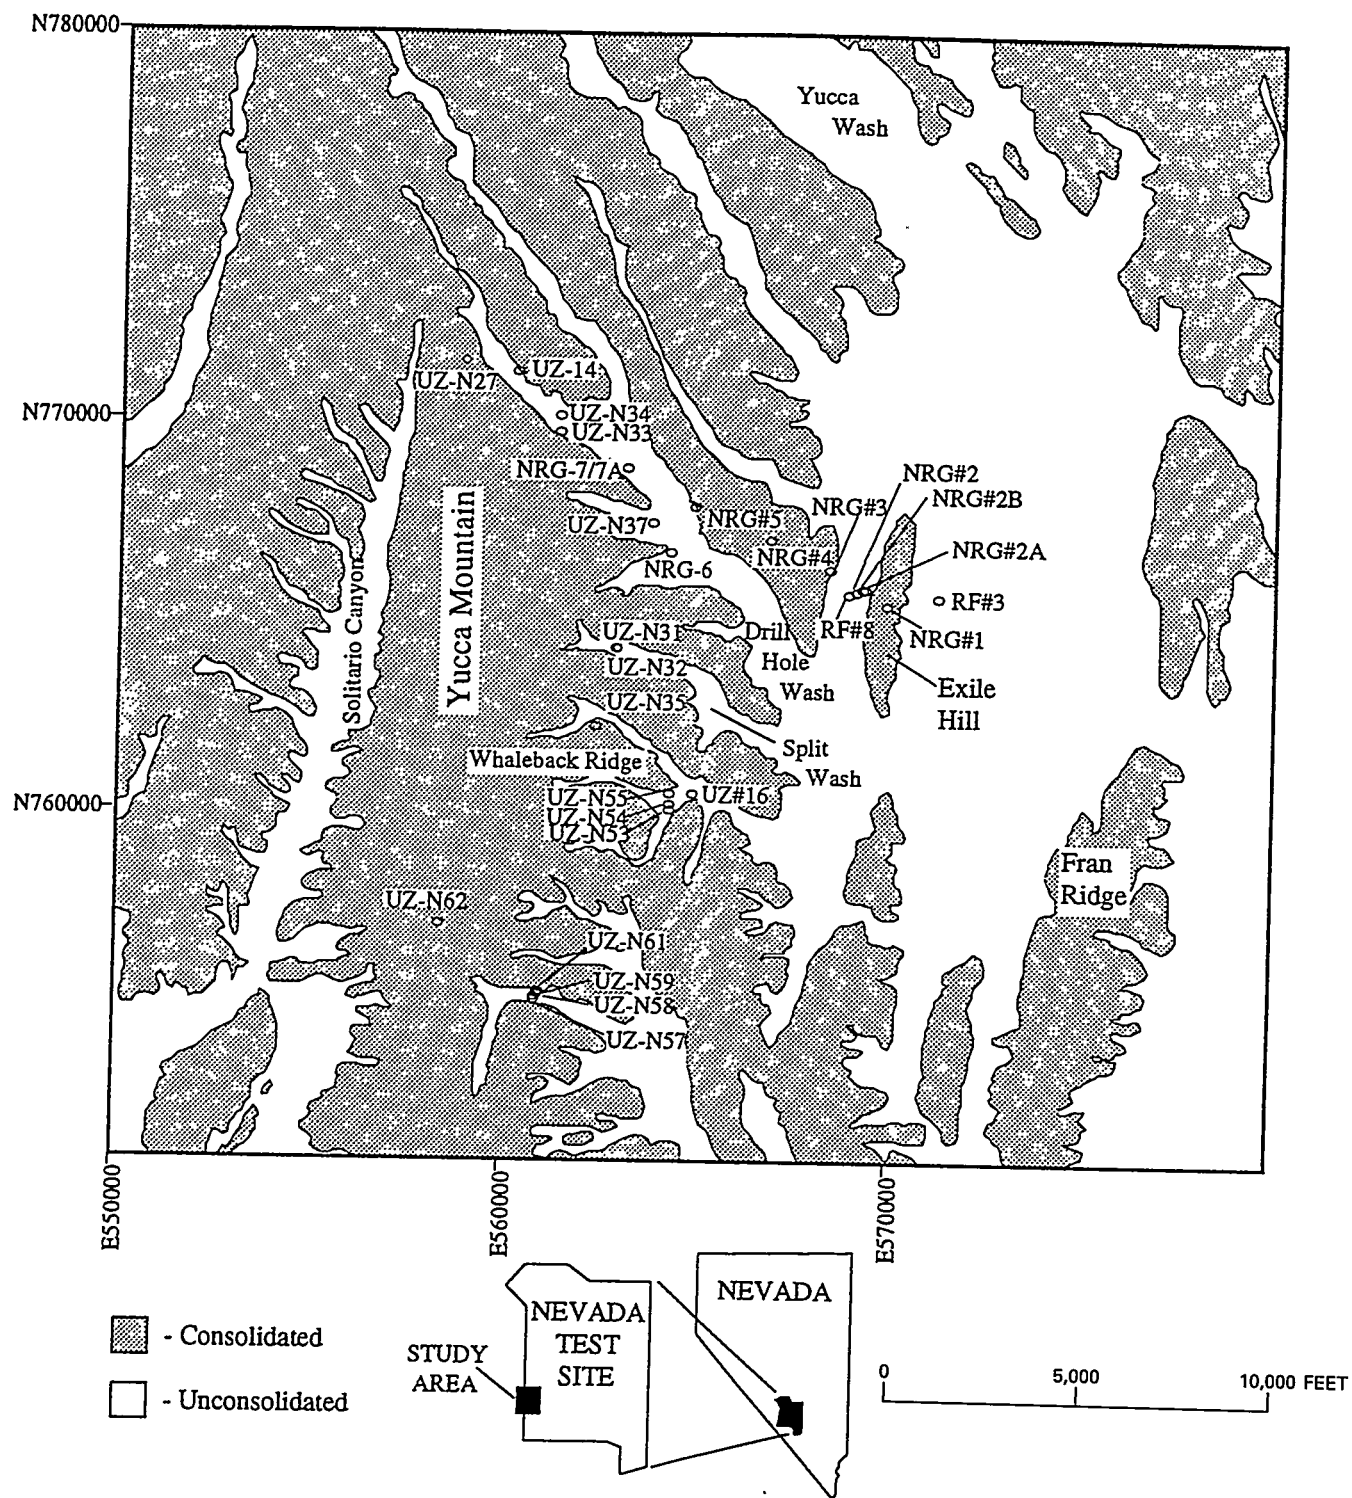 N780000
Yucca
Wash
UZ-N27
UZ-14
N770000
UZ-N34
UZ-N33
NRG-7/7A
NRG#2
NRG#2B
NRG#3
UZ-N37
NRG#5
NRG#4
NRG#2A
NRG-6
RF#3
Solitario Canyon
Yucca Mountain
UZ-N31
Drill
Hole
Wash
RF#8
NRG#1
UZ-N32
Exile
Hill
UZ-N35
Split
Wash
Whaleback Ridge
N760000
UZ-N55
UZ#16
UZ-N54
UZ-N53
Fran
Ridge
UZ-N62
UZ-N61
UZ-N59
UZ-N58
UZ-N57
E550000
E560000
E570000
- Consolidated
- Unconsolidated
STUDY
AREA
NEVADA
TEST
SITE
NEVADA
0 5,000 10,000 FEET